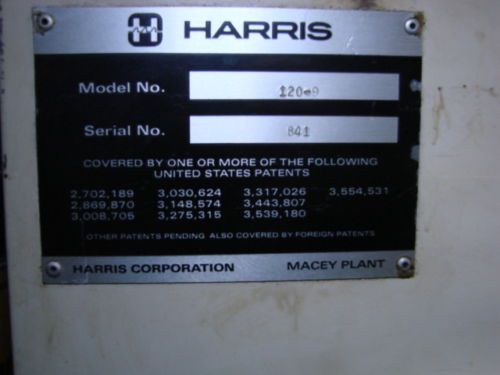 HARRIS
Model No. 120-9
Serial No. 841
COVERED BY ONE OR MORE OF THE FOLLOWING
UNITED STATES PATENTS
2,702,189 3,030,624 3,317,026 3,554,531
2,869,870 3,148,574 3,443,807
3,008,705 3,275,315 3,539,180
OTHER PATENTS PENDING. ALSO COVERED BY FOREIGN PATENTS
HARRIS CORPORATION MACEY PLANT